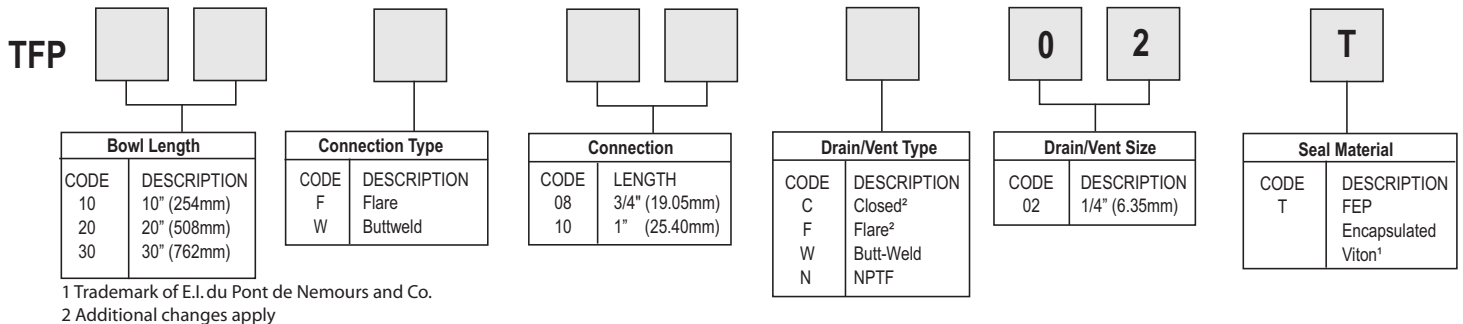 TFP
0 2
T
Bowl Length
CODE DESCRIPTION
10 10” (254mm)
20 20” (508mm)
30 30” (762mm)
Connection Type
CODE DESCRIPTION
F Flare
W Buttweld
Connection
CODE LENGTH
08 3/4" (19.05mm)
10 1” (25.40mm)
Drain/Vent Type
CODE DESCRIPTION
C Closed²
F Flare²
W Butt-Weld
N NPTF
Drain/Vent Size
CODE DESCRIPTION
02 1/4” (6.35mm)
Seal Material
CODE DESCRIPTION
T FEP
Encapsulated
Viton¹
1 Trademark of E.I. du Pont de Nemours and Co.
2 Additional changes apply